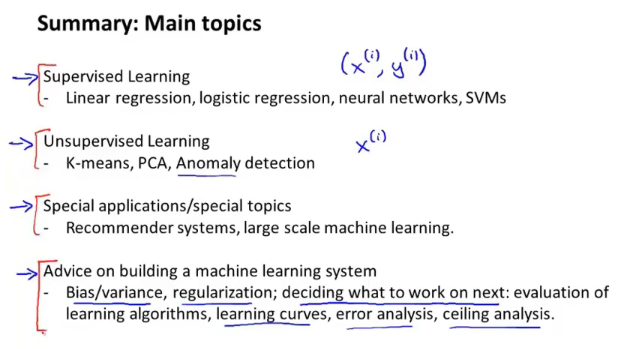 Summary: Main topics
(x^(i), y^(i))
Supervised Learning
- Linear regression, logistic regression, neural networks, SVMs
Unsupervised Learning
x^(i)
- K-means, PCA, Anomaly detection
Special applications/special topics
- Recommender systems, large scale machine learning.
Advice on building a machine learning system
- Bias/variance, regularization; deciding what to work on next: evaluation of
learning algorithms, learning curves, error analysis, ceiling analysis.